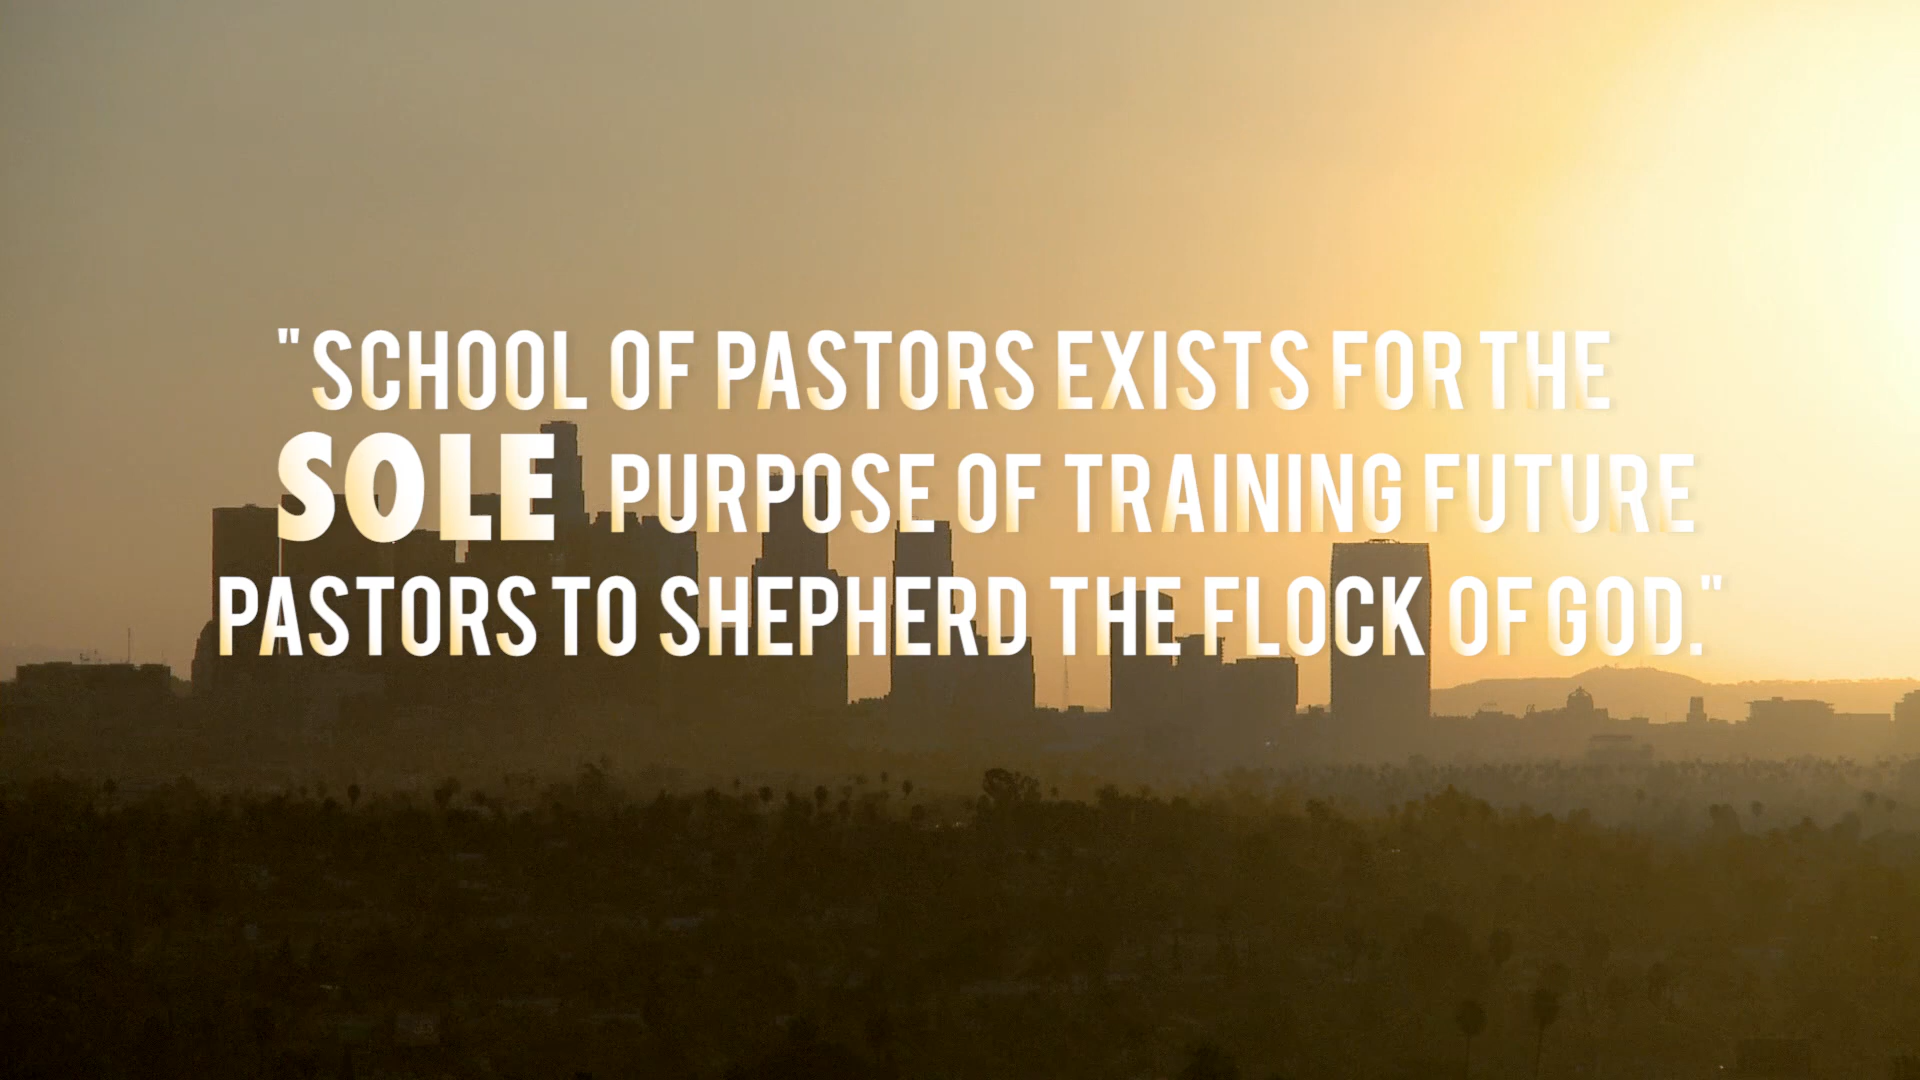 "SCHOOL OF PASTORS EXISTS FOR THE
SOLE PURPOSE OF TRAINING FUTURE
PASTORS TO SHEPHERD THE FLOCK OF GOD."